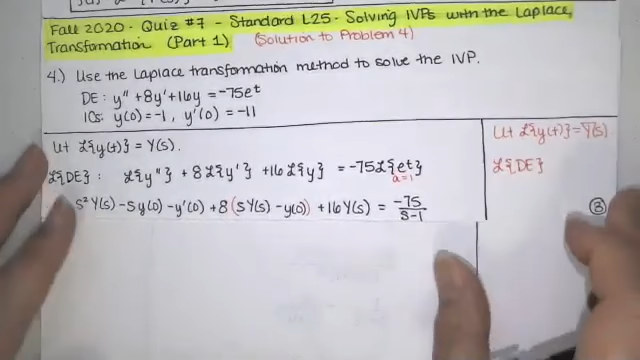 Fall 2020 - Quiz #7 - Standard L25 - Solving IVPs with the Laplace
Transformation (Part 1) (Solution to Problem 4)
4.) Use the Laplace transformation method to solve the IVP.
DE: y'' + 8y' + 16y = -75e^t
ICs: y(0) = -1, y'(0) = -11
Let ℒ{y(t)} = Y(s).
Let ℒ{y(t)} = Y(s)
ℒ{DE}: ℒ{y''} + 8ℒ{y'} + 16ℒ{y} = -75ℒ{e^t}
a=1
ℒ{DE}
s²Y(s) - sy(0) - y'(0) + 8(sY(s) - y(0)) + 16Y(s) = -75/(s-1)
③